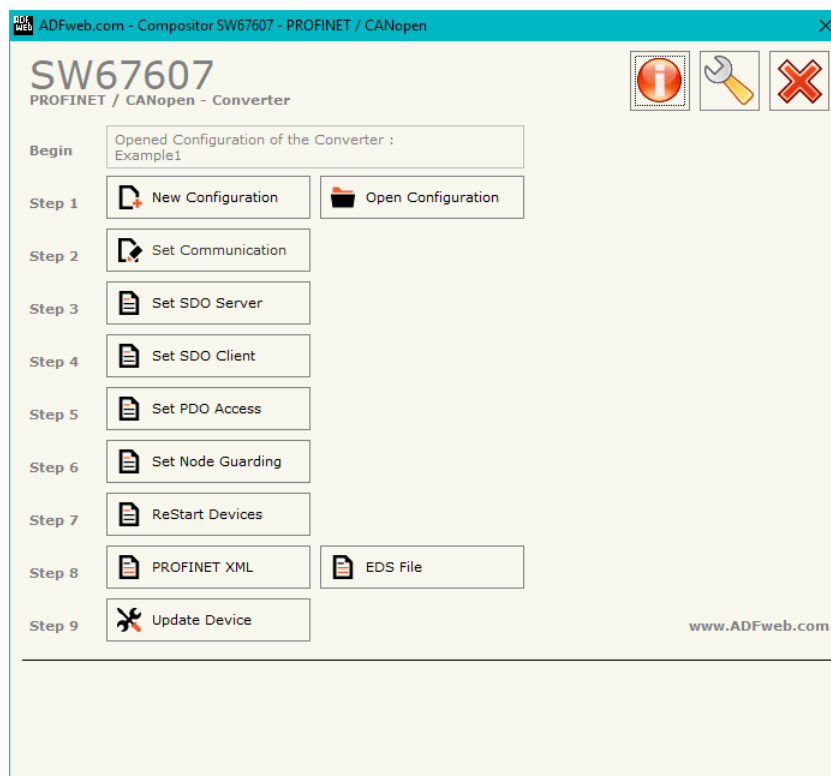 ADF
WEB
ADFweb.com - Compositor SW67607 - PROFINET / CANopen
SW67607
PROFINET / CANopen - Converter
Begin
Opened Configuration of the Converter :
Example1
Step 1
New Configuration
Open Configuration
Step 2
Set Communication
Step 3
Set SDO Server
Step 4
Set SDO Client
Step 5
Set PDO Access
Step 6
Set Node Guarding
Step 7
ReStart Devices
Step 8
PROFINET XML
EDS File
Step 9
Update Device
www.ADFweb.com